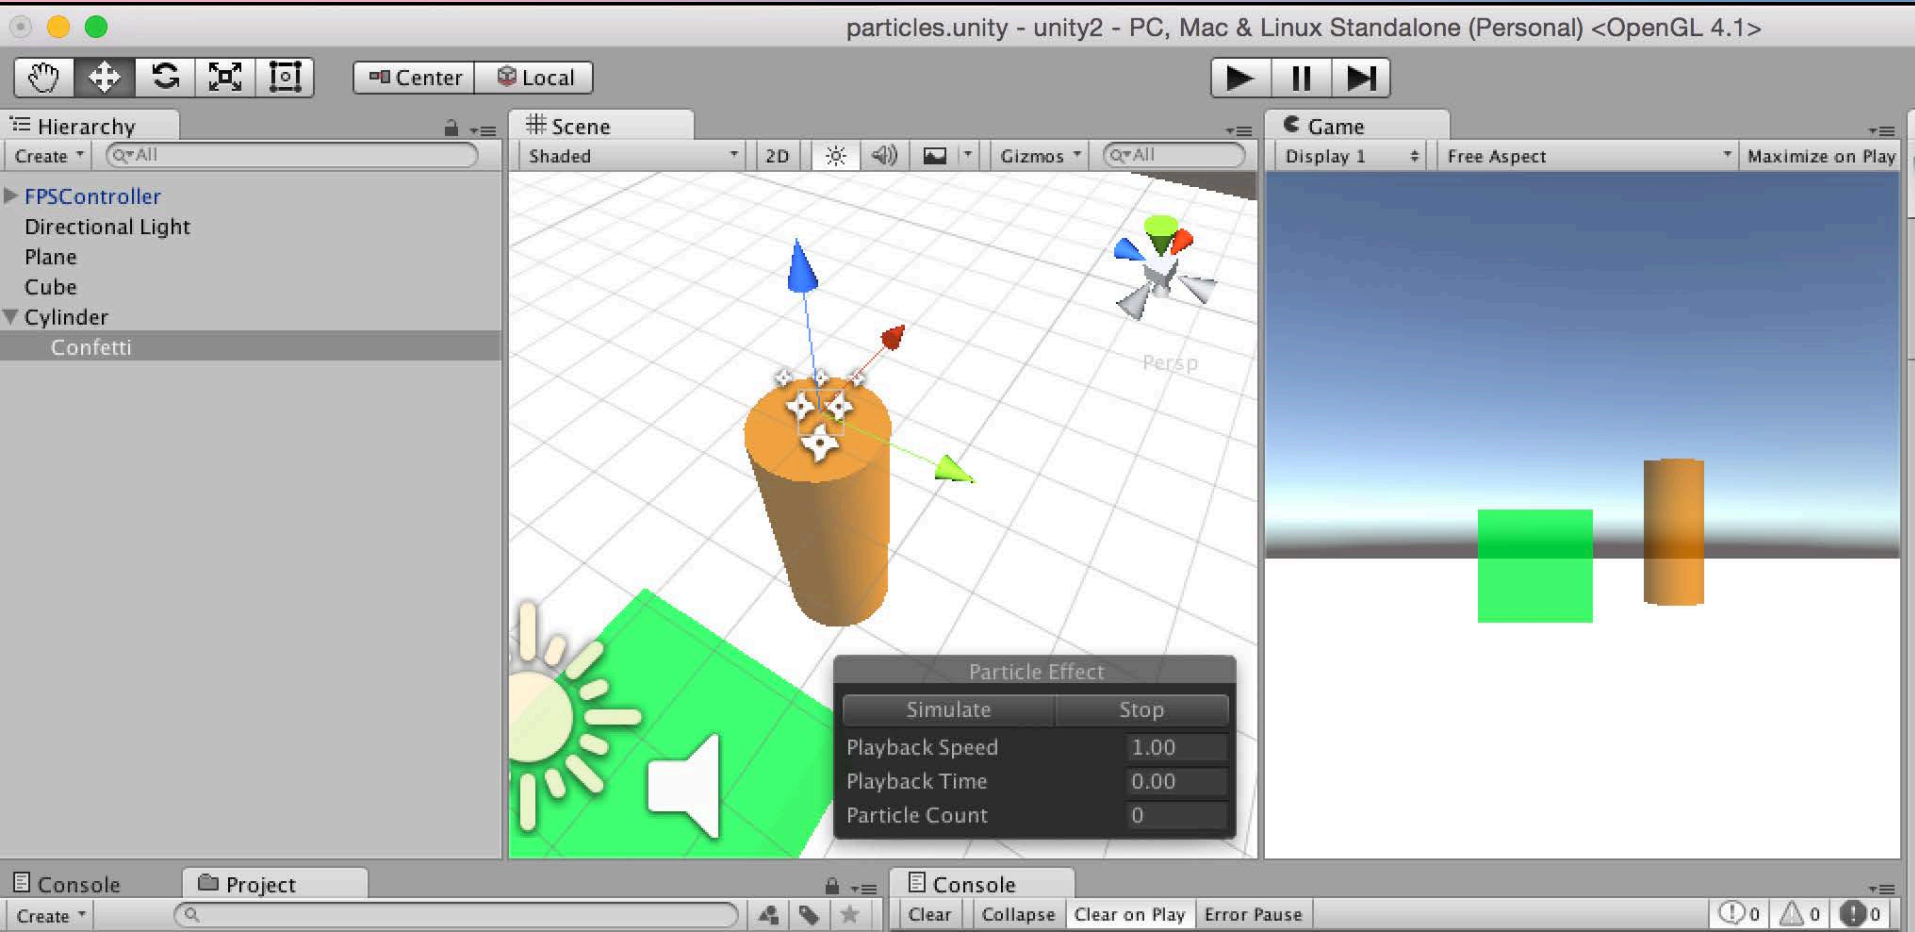 particles.unity - unity2 - PC, Mac & Linux Standalone (Personal) <OpenGL 4.1>
Center Local
Hierarchy
Create All
FPSController
Directional Light
Plane
Cube
Cylinder
Confetti
Scene
Shaded 2D Gizmos All
Persp
Particle Effect
Simulate Stop
Playback Speed 1.00
Playback Time 0.00
Particle Count 0
Game
Display 1 Free Aspect Maximize on Play
Console Project
Create
Console
Clear Collapse Clear on Play Error Pause 0 0 0